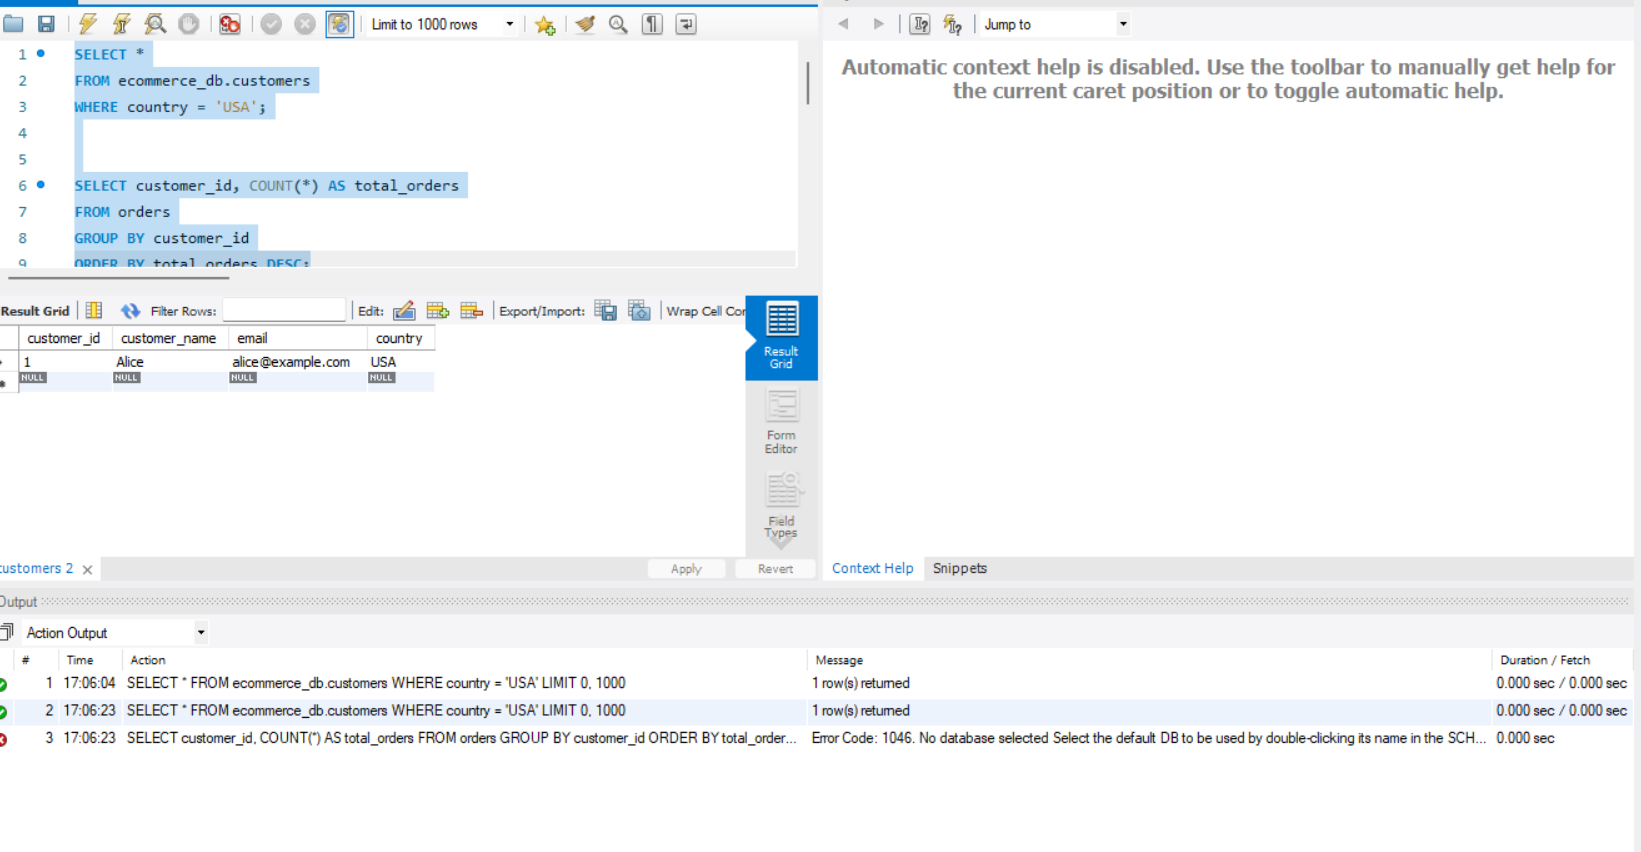 Limit to 1000 rows
Jump to
1 SELECT *
2 FROM ecommerce_db.customers
3 WHERE country = 'USA';
4
5
6 SELECT customer_id, COUNT(*) AS total_orders
7 FROM orders
8 GROUP BY customer_id
9 ORDER BY total_orders DESC;
Automatic context help is disabled. Use the toolbar to manually get help for
the current caret position or to toggle automatic help.
Result Grid Filter Rows: Edit: Export/Import: Wrap Cell Cor
customer_id customer_name email country
1 Alice alice@example.com USA
NULL NULL NULL NULL
Result
Grid
Form
Editor
Field
Types
customers 2 Apply Revert
Context Help Snippets
Output
Action Output
# Time Action Message Duration / Fetch
1 17:06:04 SELECT * FROM ecommerce_db.customers WHERE country = 'USA' LIMIT 0, 1000 1 row(s) returned 0.000 sec / 0.000 sec
2 17:06:23 SELECT * FROM ecommerce_db.customers WHERE country = 'USA' LIMIT 0, 1000 1 row(s) returned 0.000 sec / 0.000 sec
3 17:06:23 SELECT customer_id, COUNT(*) AS total_orders FROM orders GROUP BY customer_id ORDER BY total_order... Error Code: 1046. No database selected Select the default DB to be used by double-clicking its name in the SCH... 0.000 sec